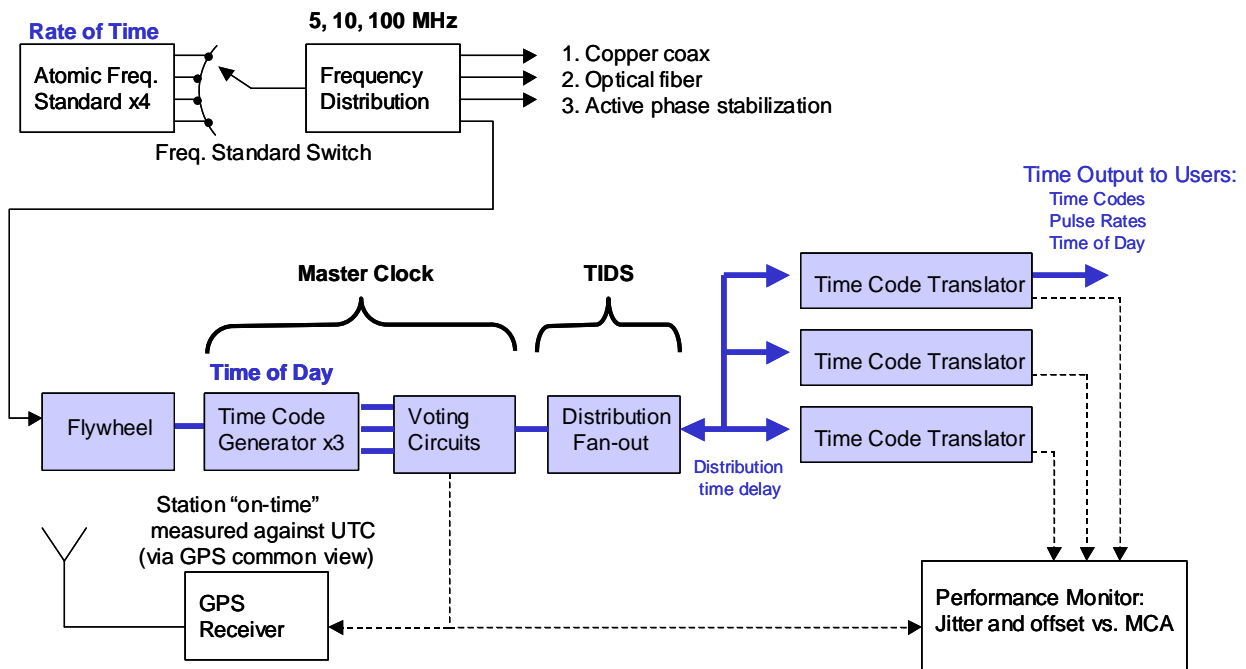 Rate of Time
5, 10, 100 MHz
Atomic Freq.
Standard x4
Frequency
Distribution
1. Copper coax
2. Optical fiber
3. Active phase stabilization
Freq. Standard Switch
Time Output to Users:
Time Codes
Pulse Rates
Time of Day
Master Clock
TIDS
Time Code Translator
Time Code Translator
Time Code Translator
Time of Day
Flywheel
Time Code
Generator x3
Voting
Circuits
Distribution
Fan-out
Distribution
time delay
Station “on-time”
measured against UTC
(via GPS common view)
GPS
Receiver
Performance Monitor:
Jitter and offset vs. MCA